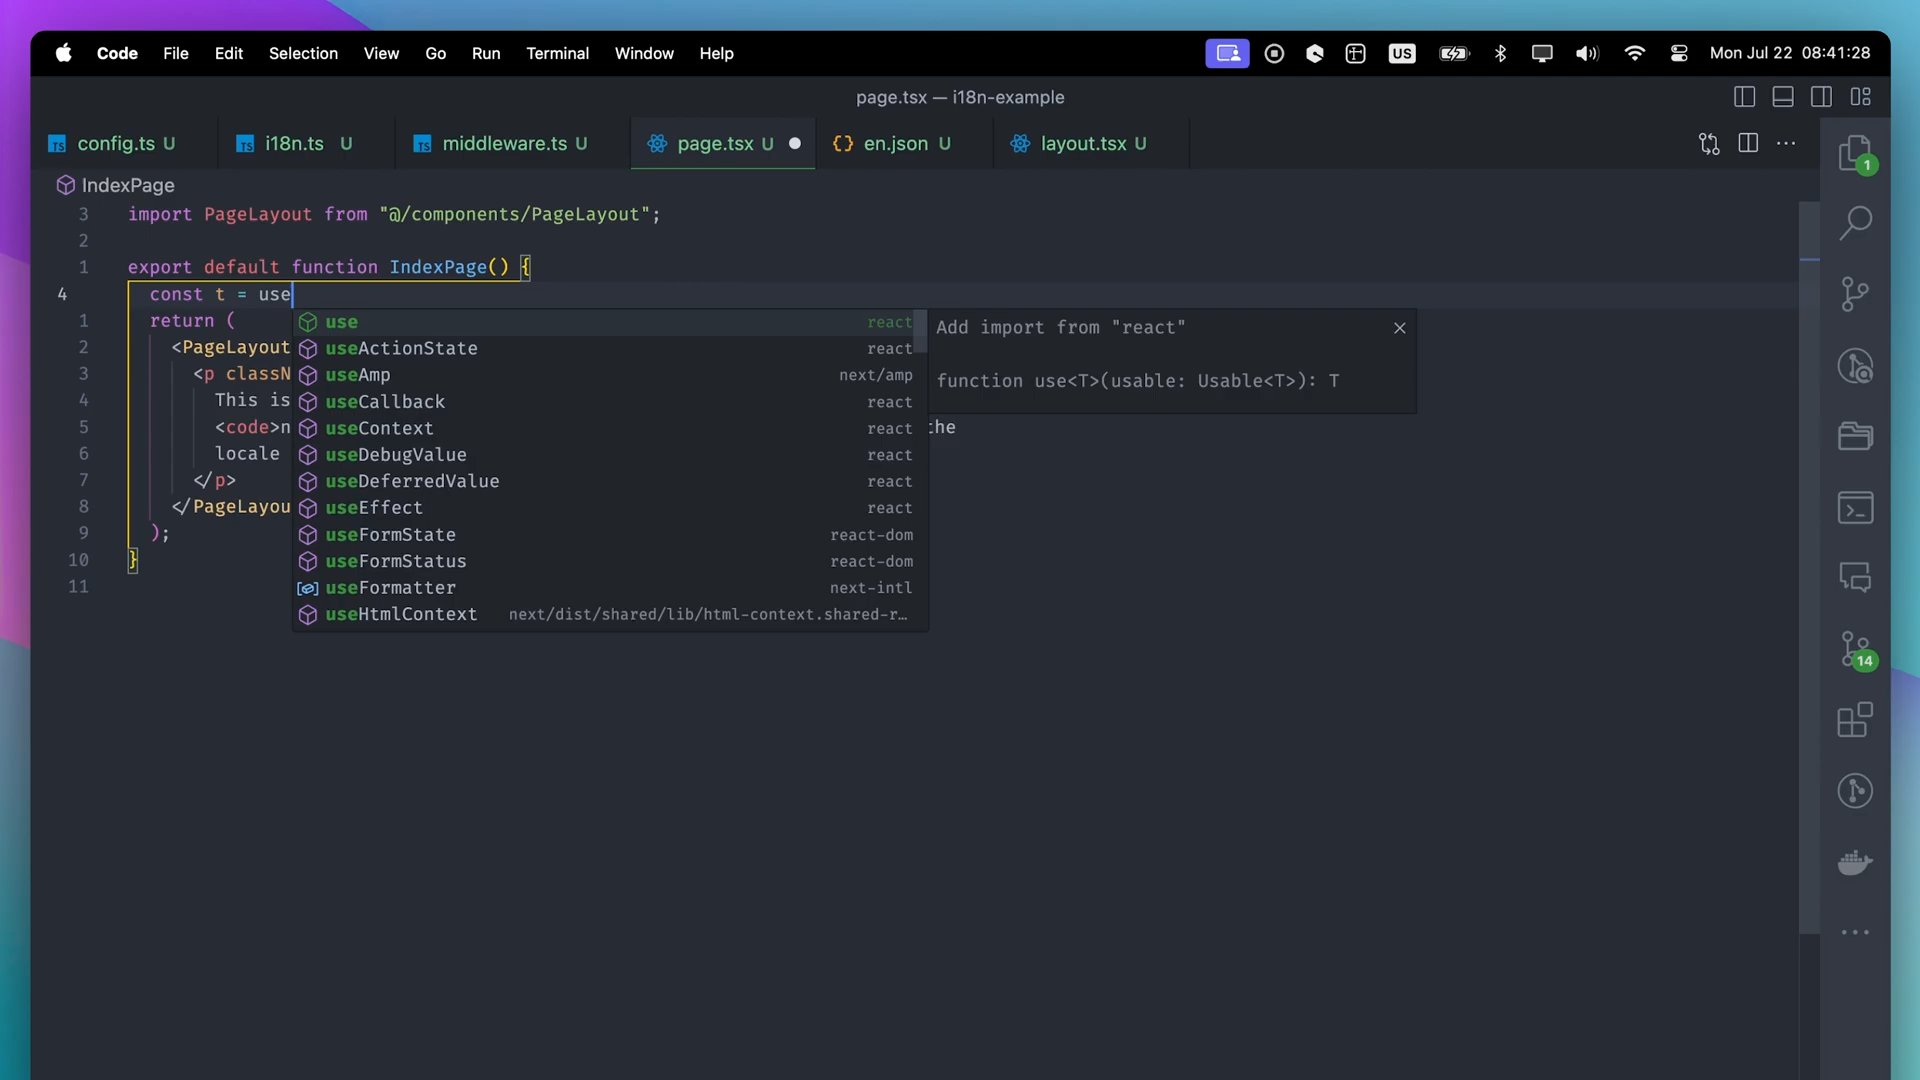 Code File Edit Selection View Go Run Terminal Window Help US Mon Jul 22 08:41:28
page.tsx — i18n-example
TS config.ts U TS i18n.ts U TS middleware.ts U page.tsx U {} en.json U layout.tsx U ···
1
IndexPage
3 import PageLayout from "@/components/PageLayout";
2
1 export default function IndexPage() {
4 const t = use
1 return (
2 <PageLayout
3 <p classN
4 This is
5 <code>n the
6 locale
7 </p>
8 </PageLayou
9 );
10 }
11
use react
useActionState react
useAmp next/amp
useCallback react
useContext react
useDebugValue react
useDeferredValue react
useEffect react
useFormState react-dom
useFormStatus react-dom
useFormatter next-intl
useHtmlContext next/dist/shared/lib/html-context.shared-r…
Add import from "react"
function use<T>(usable: Usable<T>): T
14